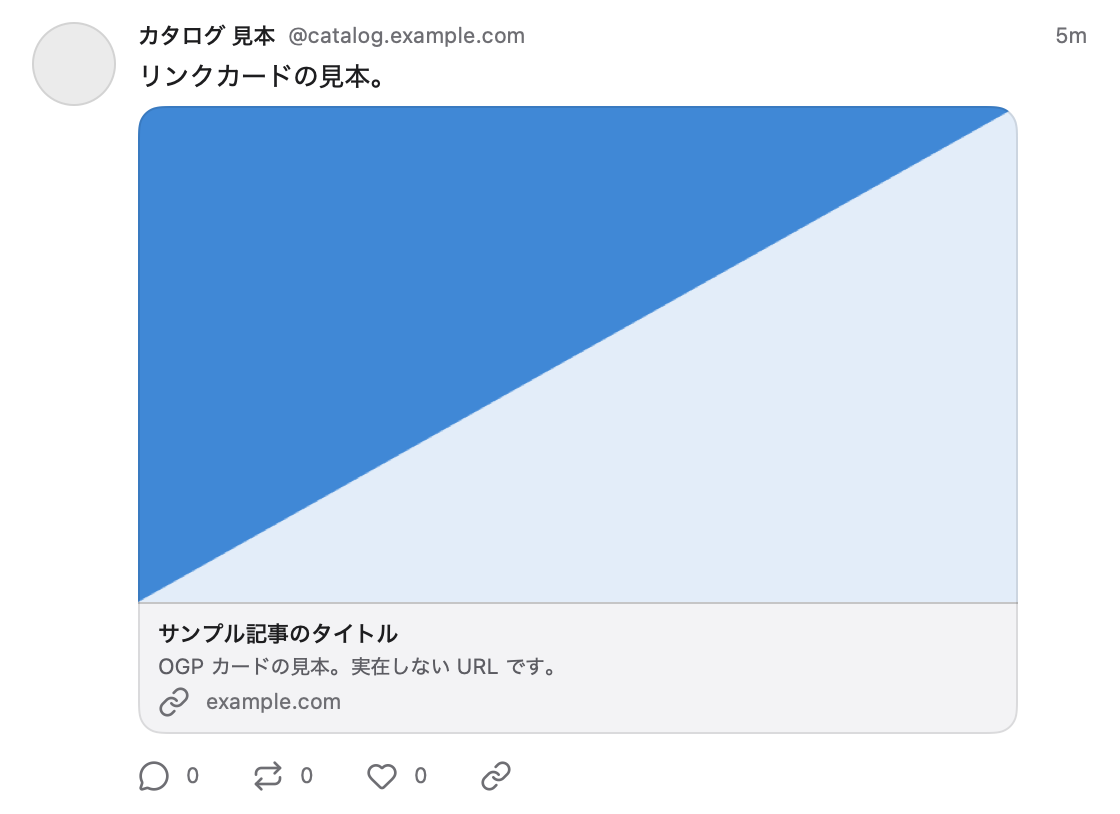 カタログ 見本 @catalog.example.com 5m
リンクカードの見本。
サンプル記事のタイトル
OGP カードの見本。実在しない URL です。
example.com
0 0 0